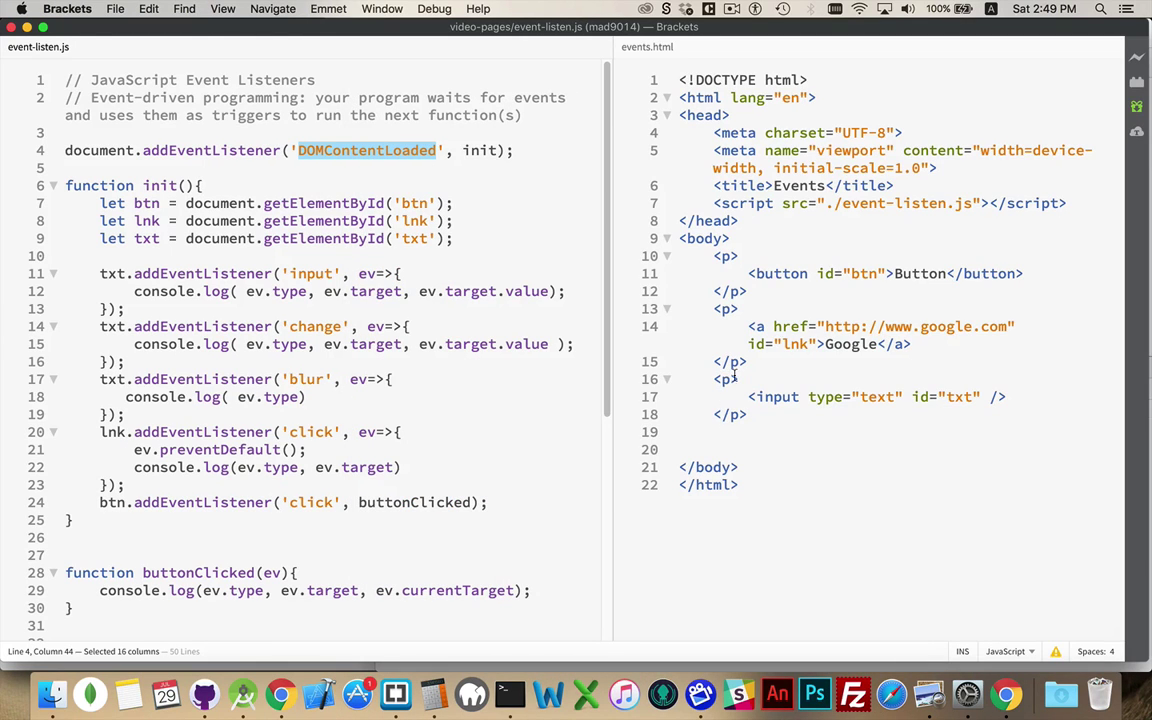 Brackets File Edit Find View Navigate Emmet Window Debug Help 100% A Sat 2:49 PM
video-pages/event-listen.js (mad9014) — Brackets
event-listen.js
1 // JavaScript Event Listeners
2 // Event-driven programming: your program waits for events
and uses them as triggers to run the next function(s)
3
4 document.addEventListener('DOMContentLoaded', init);
5
6 function init(){
7 let btn = document.getElementById('btn');
8 let lnk = document.getElementById('lnk');
9 let txt = document.getElementById('txt');
10
11 txt.addEventListener('input', ev=>{
12 console.log( ev.type, ev.target, ev.target.value);
13 });
14 txt.addEventListener('change', ev=>{
15 console.log( ev.type, ev.target, ev.target.value );
16 });
17 txt.addEventListener('blur', ev=>{
18 console.log( ev.type)
19 });
20 lnk.addEventListener('click', ev=>{
21 ev.preventDefault();
22 console.log(ev.type, ev.target)
23 });
24 btn.addEventListener('click', buttonClicked);
25 }
26
27
28 function buttonClicked(ev){
29 console.log(ev.type, ev.target, ev.currentTarget);
30 }
31
events.html
1 <!DOCTYPE html>
2 <html lang="en">
3 <head>
4 <meta charset="UTF-8">
5 <meta name="viewport" content="width=device-
width, initial-scale=1.0">
6 <title>Events</title>
7 <script src="./event-listen.js"></script>
8 </head>
9 <body>
10 <p>
11 <button id="btn">Button</button>
12 </p>
13 <p>
14 <a href="http://www.google.com"
id="lnk">Google</a>
15 </p>
16 <p>
17 <input type="text" id="txt" />
18 </p>
19
20
21 </body>
22 </html>
Line 4, Column 44 — Selected 16 columns — 50 Lines
INS JavaScript Spaces: 4
JUL
29
1
An Ps Fz